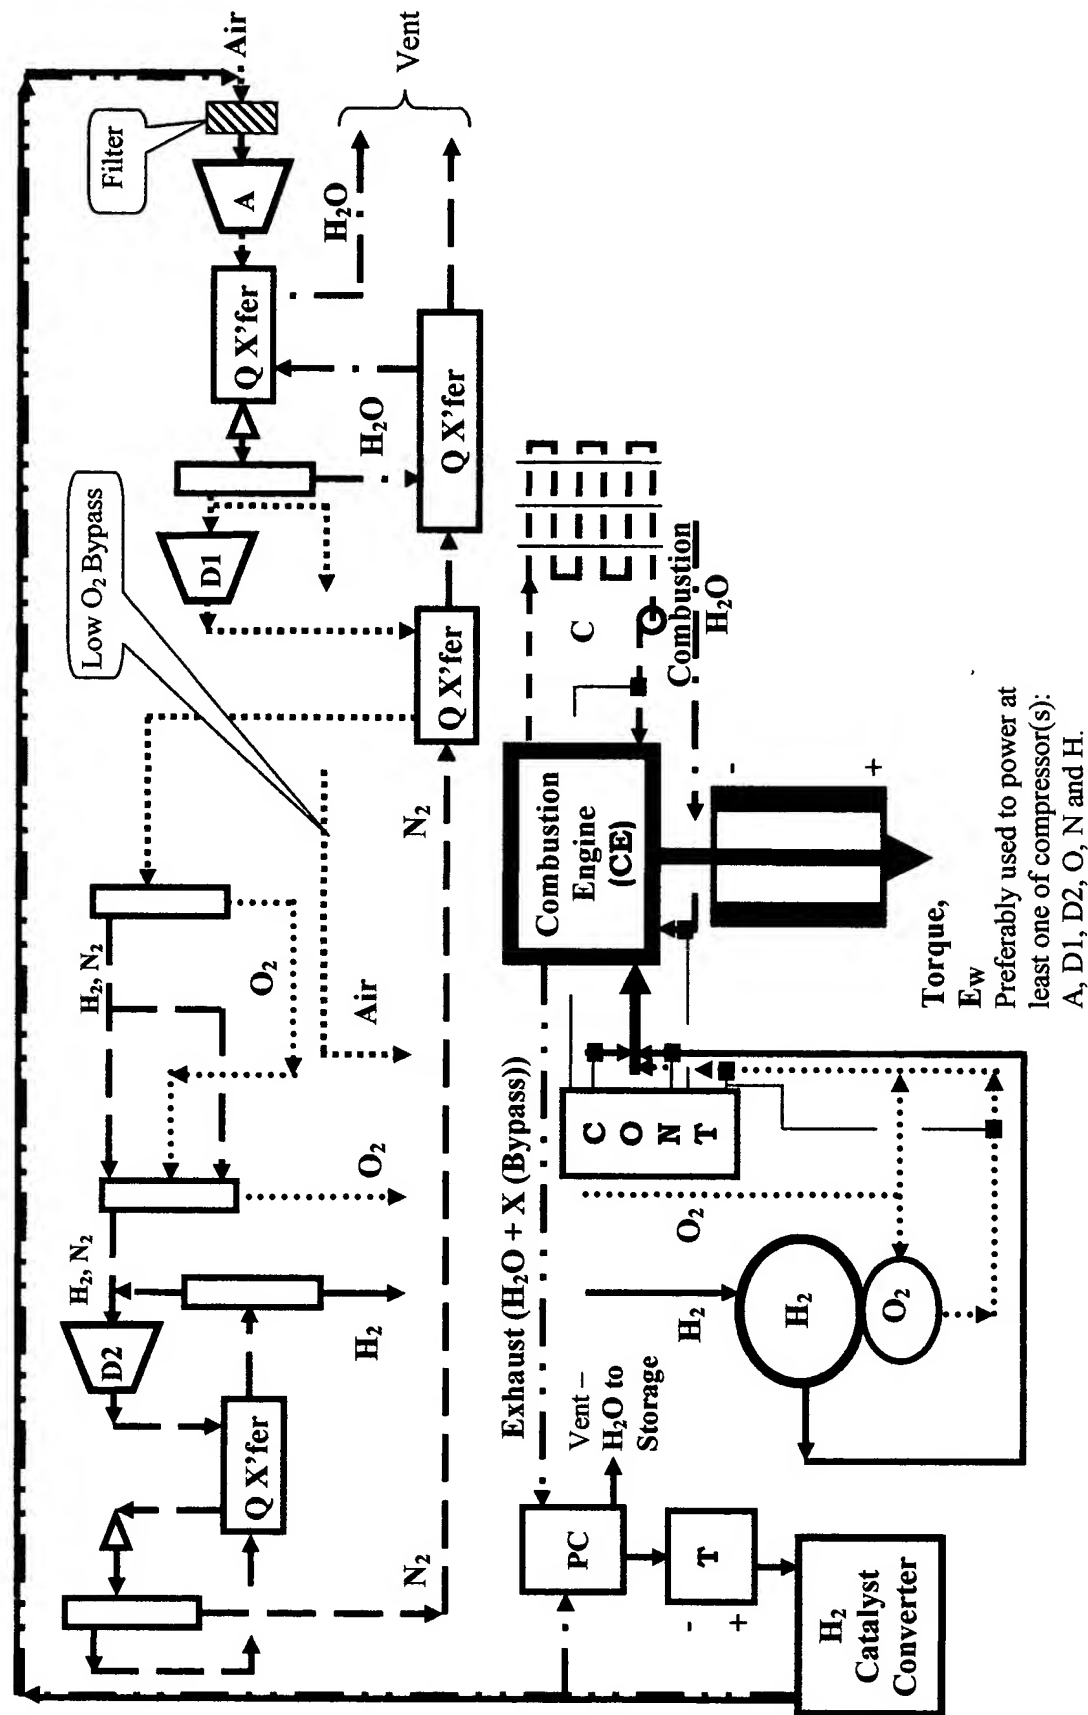 Air
Filter
A
Vent
H₂O
Q X'fer
H₂O
Q X'fer
Low O₂ Bypass
D1
Q X'fer
N₂
H₂, N₂
O₂
Air
H₂, N₂
O₂
D2
H₂
Q X'fer
N₂
C
Combustion
H₂O
Combustion
Engine
(CE)
-
+
Torque,
E_W
Preferably used to power at
least one of compressor(s):
A, D1, D2, O, N and H.
Exhaust (H₂O + X (Bypass))
C
O
N
T
O₂
H₂
H₂
O₂
Vent –
H₂O to
Storage
PC
T
-
+
H₂
Catalyst
Converter